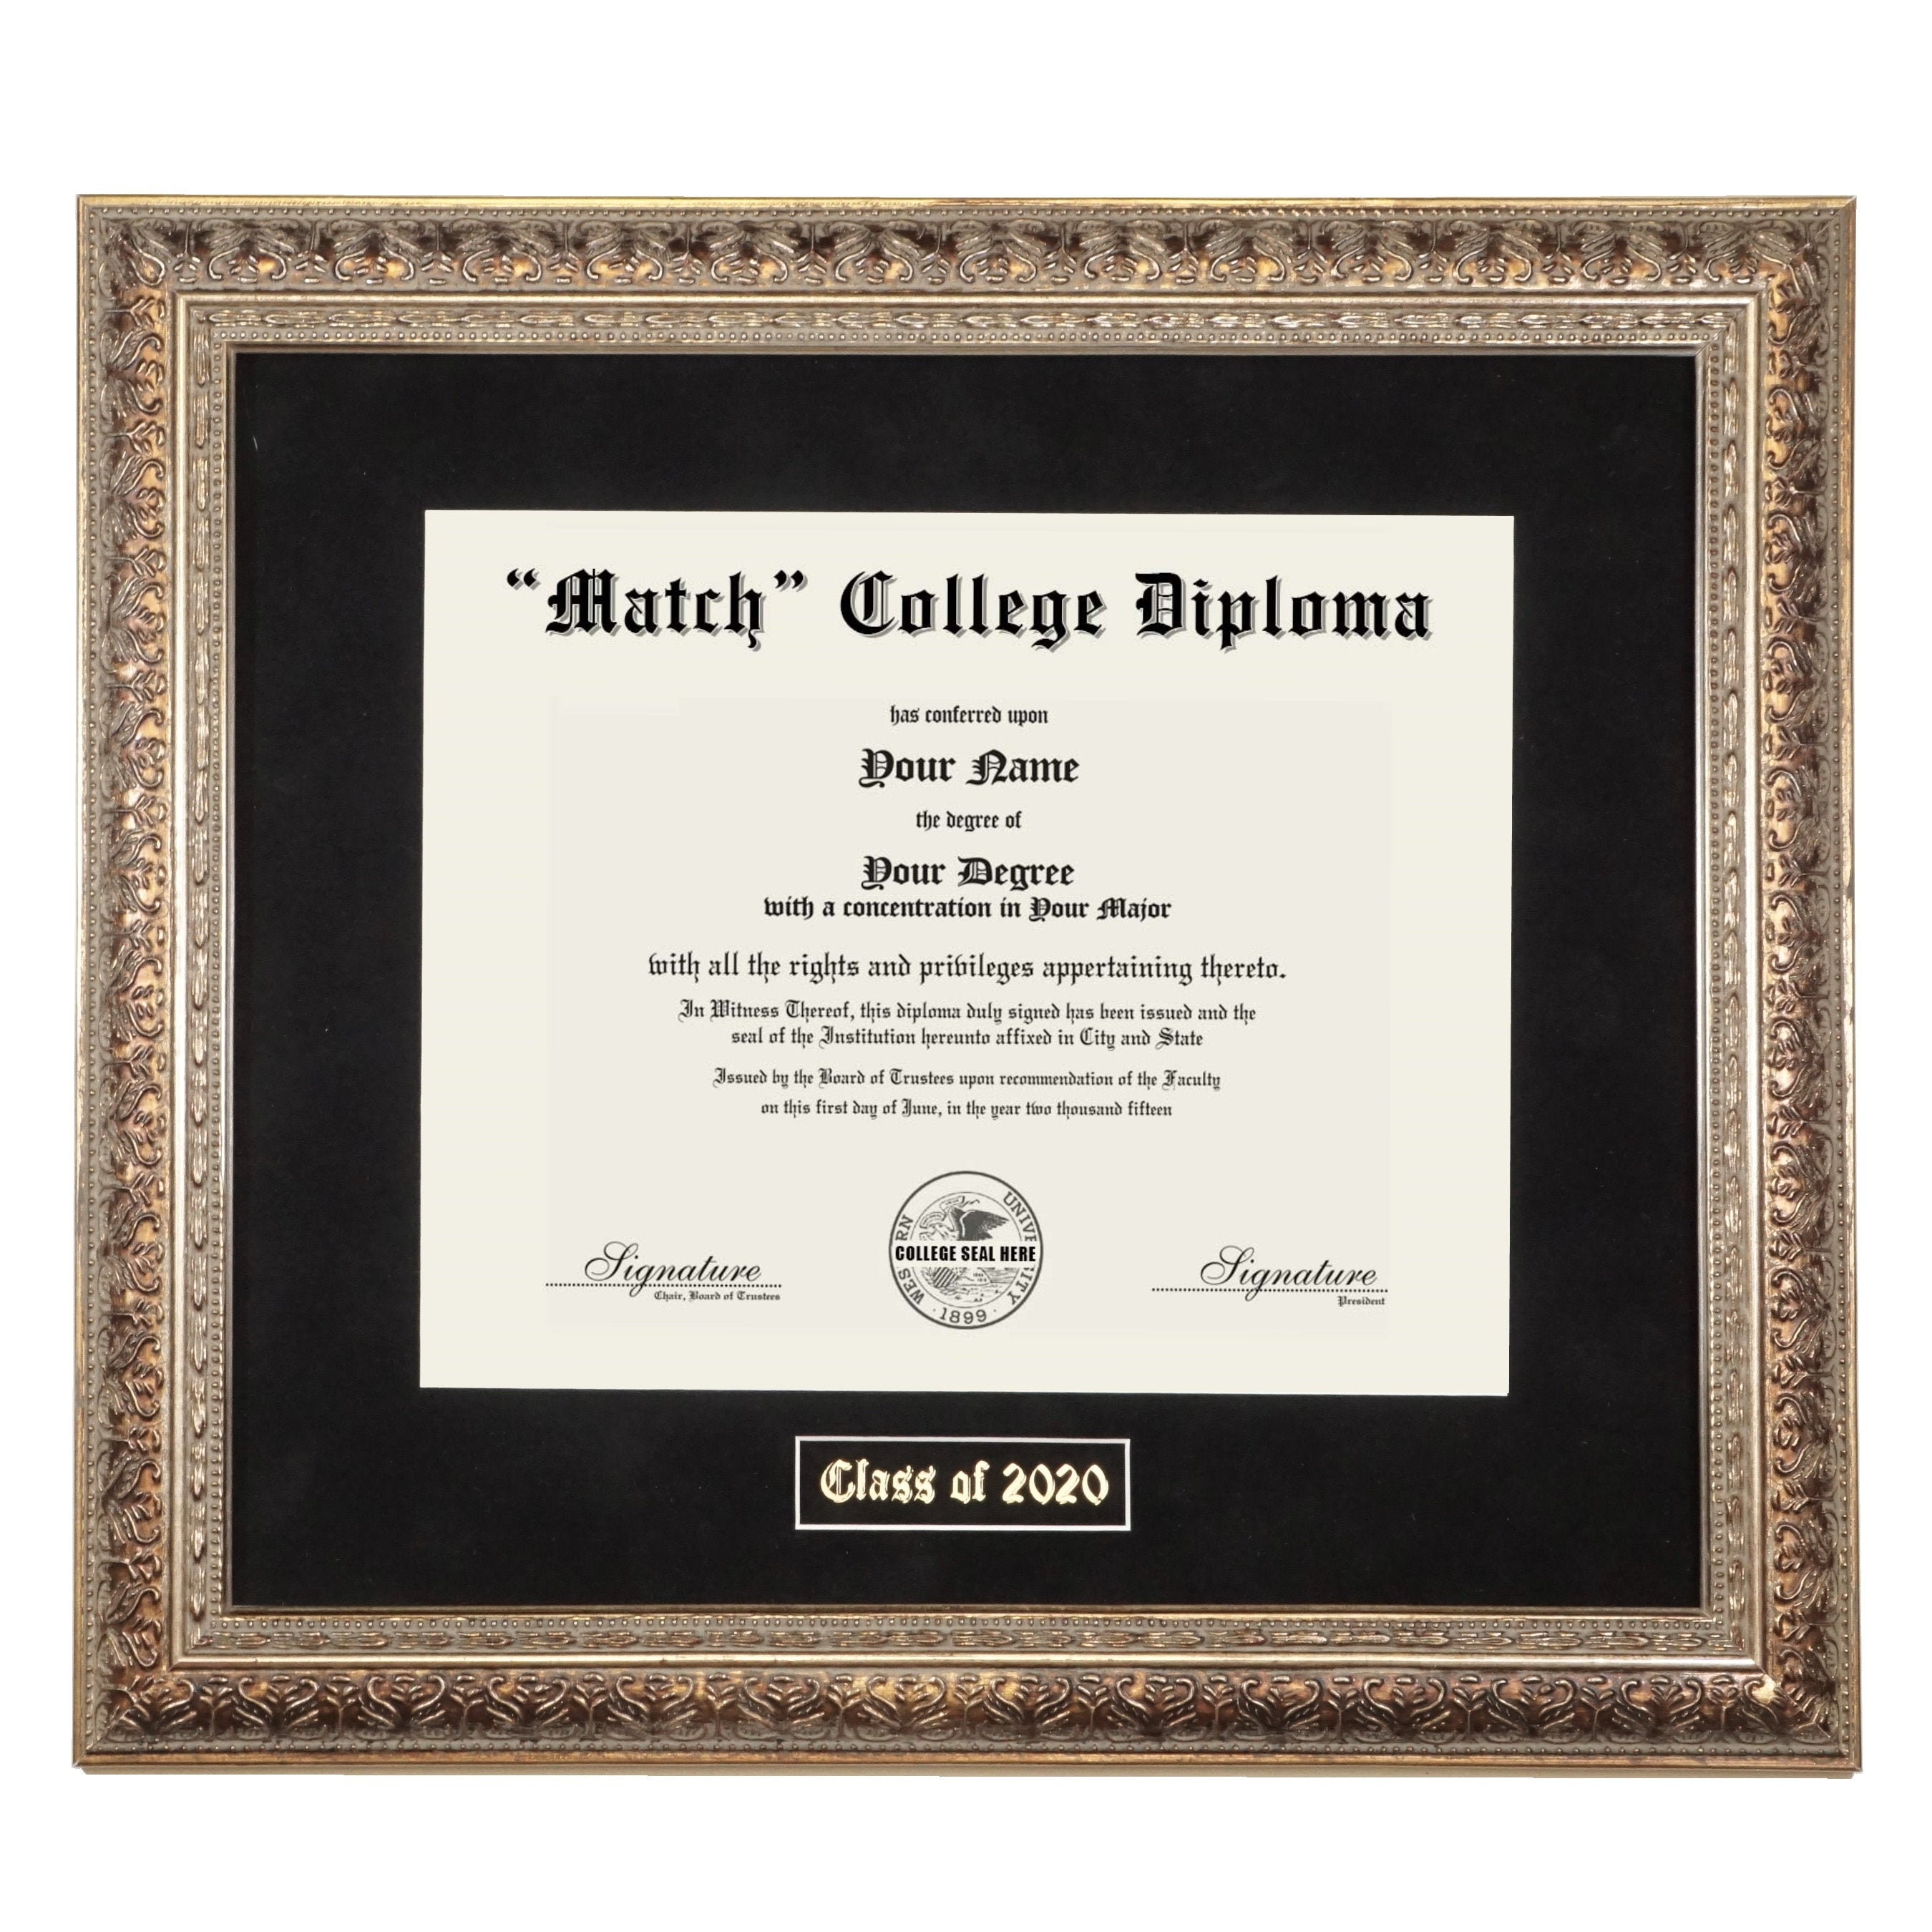 “Match” College Diploma
has conferred upon
Your Name
the degree of
Your Degree
with a concentration in Your Major
with all the rights and privileges appertaining thereto.
In Witness Thereof, this diploma duly signed has been issued and the
seal of the Institution hereunto affixed in City and State
Issued by the Board of Trustees upon recommendation of the Faculty
on this first day of June, in the year two thousand fifteen
Signature
Chair, Board of Trustees
COLLEGE SEAL HERE
1899
Signature
President
Class of 2020